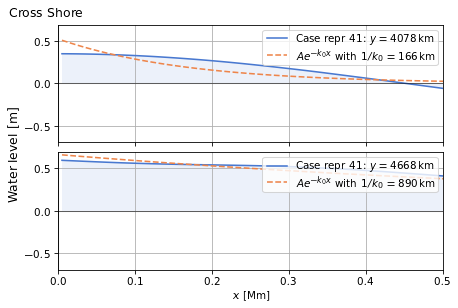 Cross Shore
Water level [m]
0.5
0.0
−0.5
Case repr 41: y = 4078 km
Ae^{−k₀x} with 1/k₀ = 166 km
0.5
0.0
−0.5
Case repr 41: y = 4668 km
Ae^{−k₀x} with 1/k₀ = 890 km
0.0 0.1 0.2 0.3 0.4 0.5
x [Mm]